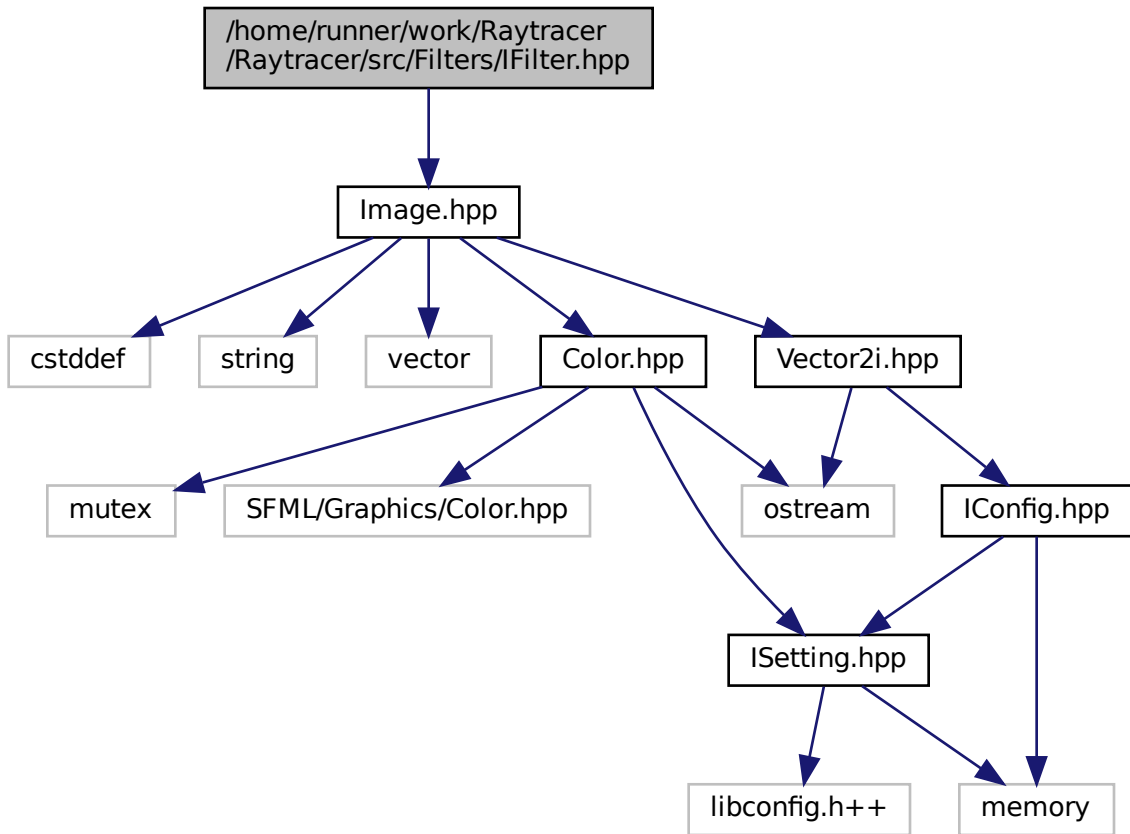 /home/runner/work/Raytracer
/Raytracer/src/Filters/IFilter.hpp
Image.hpp
cstddef
string
vector
Color.hpp
Vector2i.hpp
mutex
SFML/Graphics/Color.hpp
ostream
IConfig.hpp
ISetting.hpp
libconfig.h++
memory